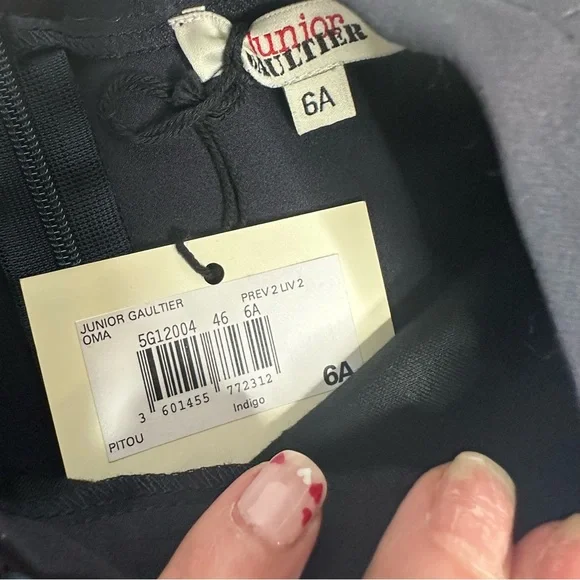 Junior
GAULTIER
6A
JUNIOR GAULTIER PREV 2 LIV 2
OMA 5G12004 46 6A
3 601455 772312 6A
PITOU Indigo